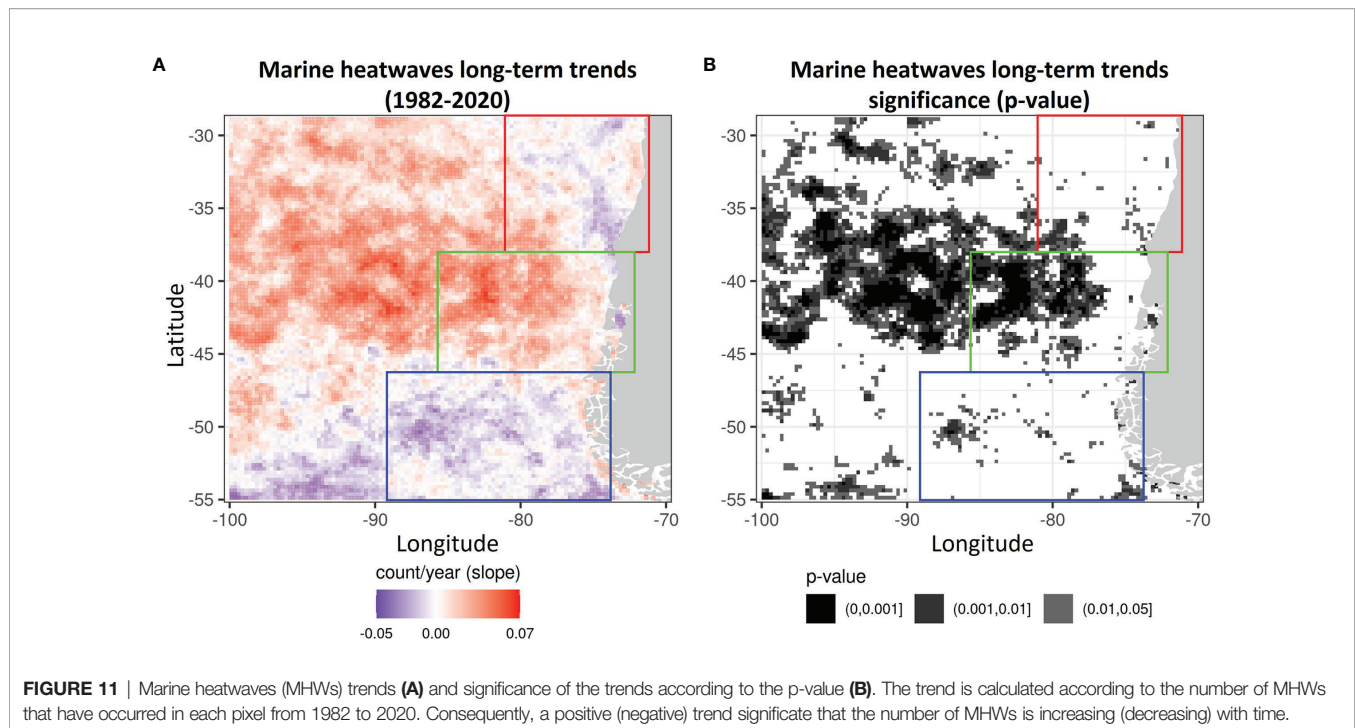 A
Marine heatwaves long-term trends
(1982-2020)
-30
-35
-40
-45
-50
-55
Latitude
-100
-90
-80
-70
Longitude
count/year (slope)
-0.05
0.00
0.07
B
Marine heatwaves long-term trends
significance (p-value)
-30
-35
-40
-45
-50
-55
-100
-90
-80
-70
Longitude
p-value
(0,0.001]
(0.001,0.01]
(0.01,0.05]
FIGURE 11 | Marine heatwaves (MHWs) trends (A) and significance of the trends according to the p-value (B). The trend is calculated according to the number of MHWs
that have occurred in each pixel from 1982 to 2020. Consequently, a positive (negative) trend significate that the number of MHWs is increasing (decreasing) with time.